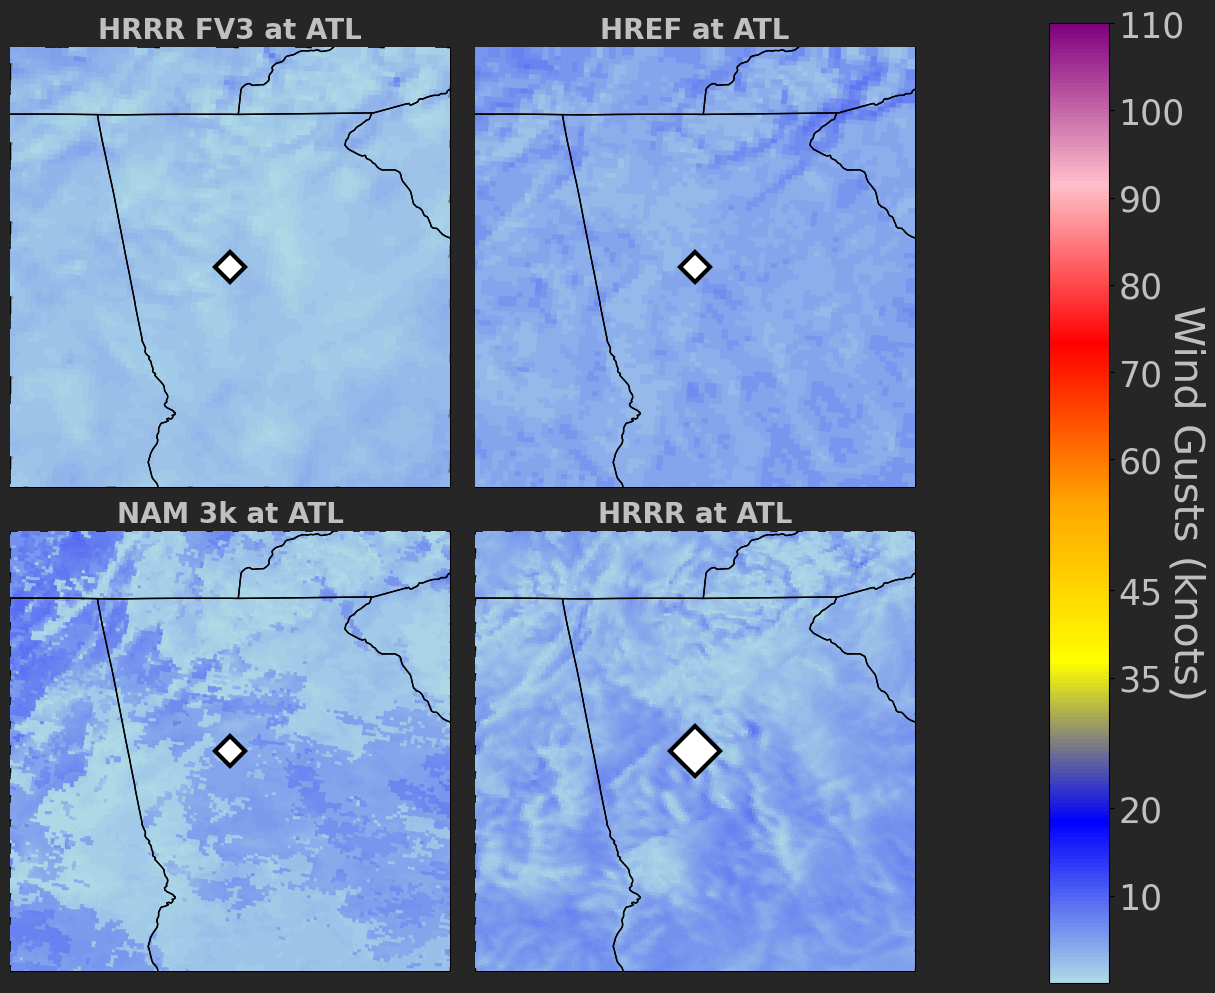 HRRR FV3 at ATL
HREF at ATL
NAM 3k at ATL
HRRR at ATL
110
100
90
80
70
60
45
35
20
10
Wind Gusts (knots)